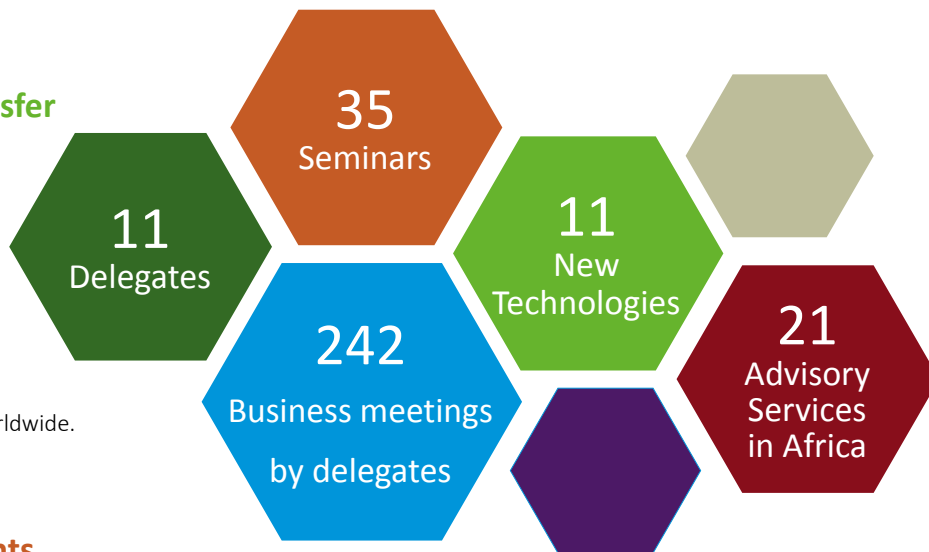 sfer
35
Seminars
11
Delegates
11
New
Technologies
242
Business meetings
by delegates
21
Advisory
Services
in Africa
rldwide.
nts